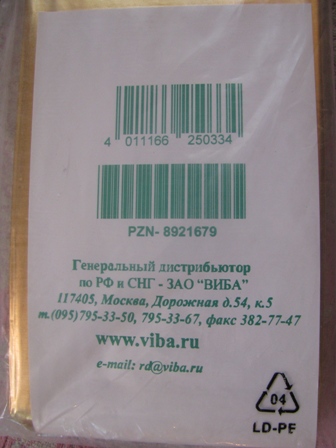 4 011166 250334
PZN- 8921679
Генеральный дистрибьютор
по РФ и СНГ - ЗАО "ВИБА"
117405, Москва, Дорожная д.54, к.5
т.(095)795-33-50, 795-33-67, факс 382-77-47
www.viba.ru
e-mail: rd@viba.ru
04
LD-PE